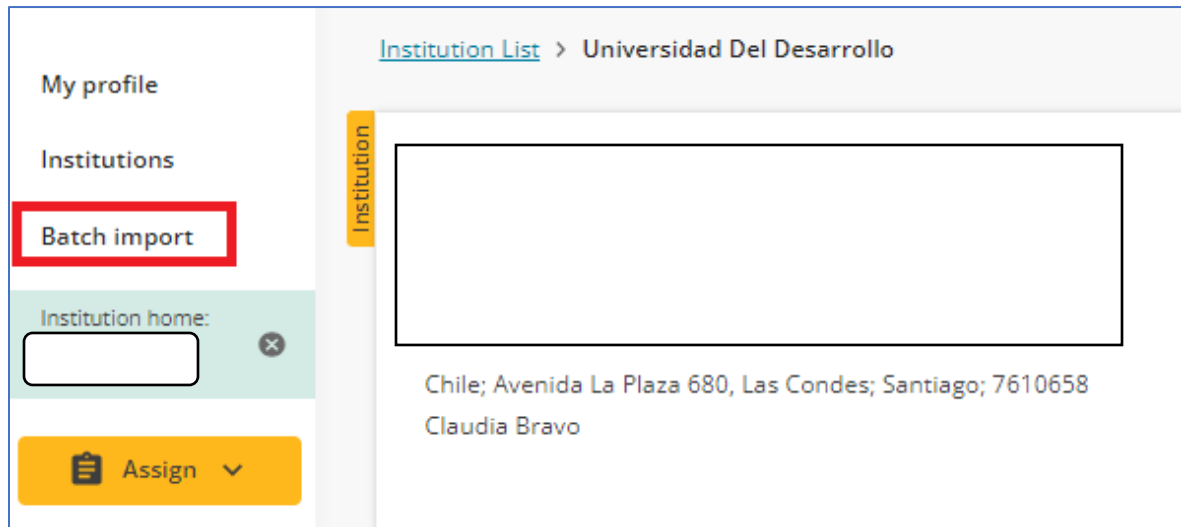 Institution List > Universidad Del Desarrollo
My profile
Institutions
Batch import
Institution home:
Assign
Institution
Chile; Avenida La Plaza 680, Las Condes; Santiago; 7610658
Claudia Bravo